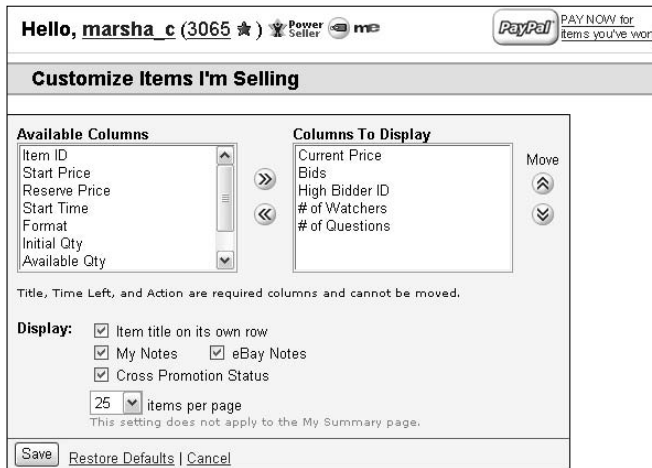 Hello, marsha_c (3065 ) Power Seller me
PayPal PAY NOW for items you've won
Customize Items I'm Selling
Available Columns
Item ID
Start Price
Reserve Price
Start Time
Format
Initial Qty
Available Qty
Columns To Display
Current Price
Bids
High Bidder ID
# of Watchers
# of Questions
Move
Title, Time Left, and Action are required columns and cannot be moved.
Display:
Item title on its own row
My Notes eBay Notes
Cross Promotion Status
25 items per page
This setting does not apply to the My Summary page.
Save Restore Defaults | Cancel